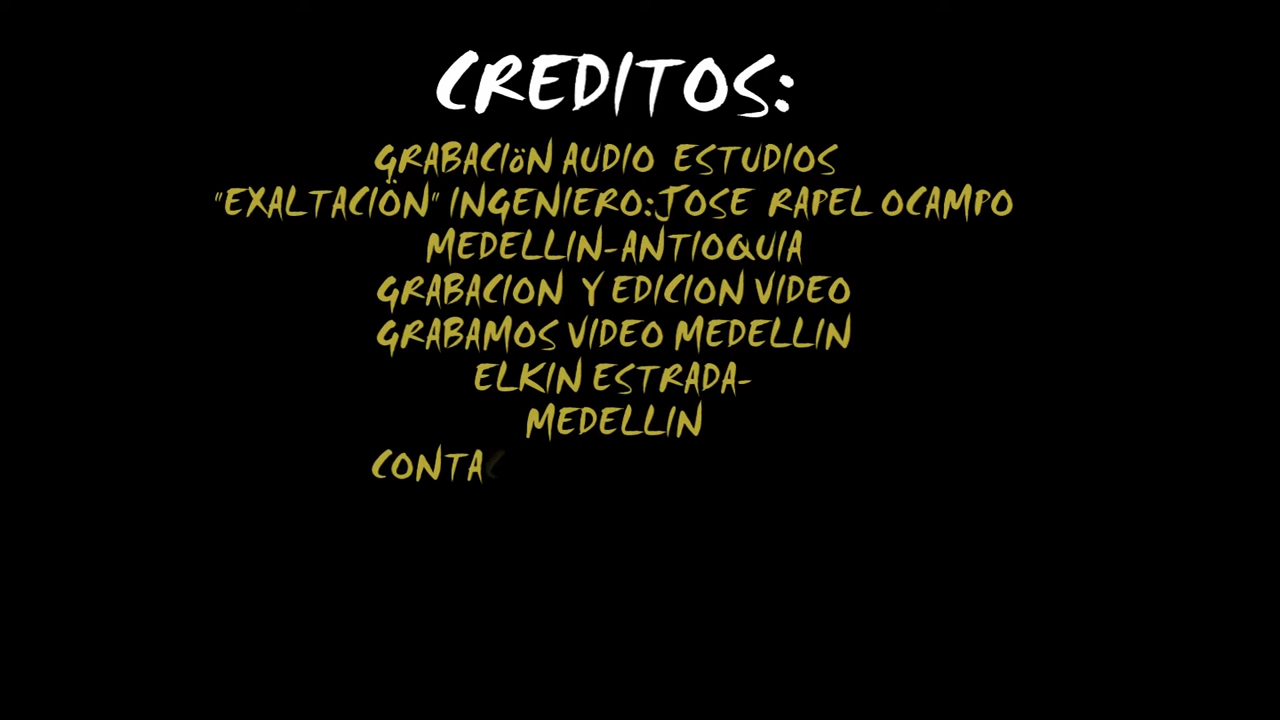 CREDITOS:
GRABACIÖN AUDIO ESTUDIOS
"EXALTACIÖN" INGENIERO:JOSE RAPEL OCAMPO
MEDELLIN-ANTIOQUIA
GRABACION Y EDICION VIDEO
GRABAMOS VIDEO MEDELLIN
ELKIN ESTRADA-
MEDELLIN
CONTAC